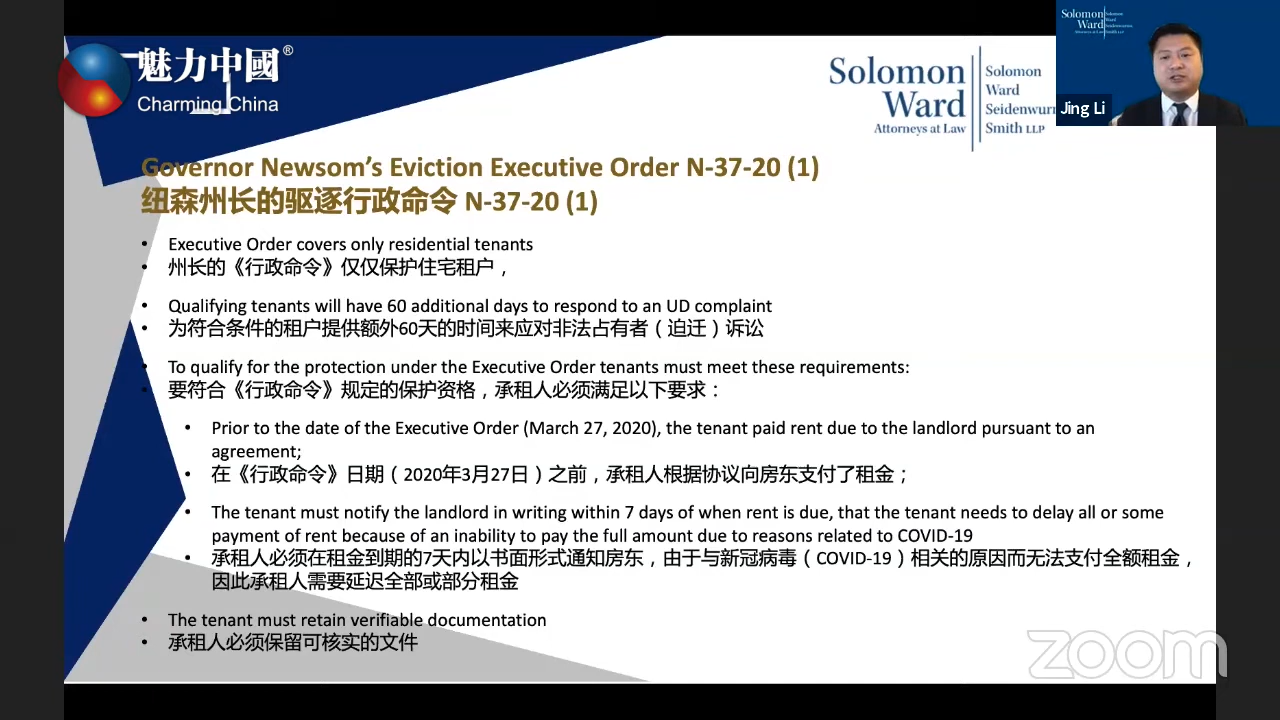 魅力中國®
Charming China
Solomon Ward
Attorneys at Law
Solomon
Ward
Seidenwurm
Smith LLP
Solomon
Ward
Attorneys at Law
Solomon
Ward
Smith LLP
Jing Li
Governor Newsom’s Eviction Executive Order N-37-20 (1)
纽森州长的驱逐行政命令 N-37-20 (1)
• Executive Order covers only residential tenants
• 州长的《行政命令》仅仅保护住宅租户，
• Qualifying tenants will have 60 additional days to respond to an UD complaint
• 为符合条件的租户提供额外60天的时间来应对非法占有者（迫迁）诉讼
• To qualify for the protection under the Executive Order tenants must meet these requirements:
• 要符合《行政命令》规定的保护资格，承租人必须满足以下要求：
• Prior to the date of the Executive Order (March 27, 2020), the tenant paid rent due to the landlord pursuant to an
agreement;
• 在《行政命令》日期（2020年3月27日）之前，承租人根据协议向房东支付了租金；
• The tenant must notify the landlord in writing within 7 days of when rent is due, that the tenant needs to delay all or some
payment of rent because of an inability to pay the full amount due to reasons related to COVID-19
• 承租人必须在租金到期的7天内以书面形式通知房东，由于与新冠病毒（COVID-19）相关的原因而无法支付全额租金，
因此承租人需要延迟全部或部分租金
• The tenant must retain verifiable documentation
• 承租人必须保留可核实的文件
zoom